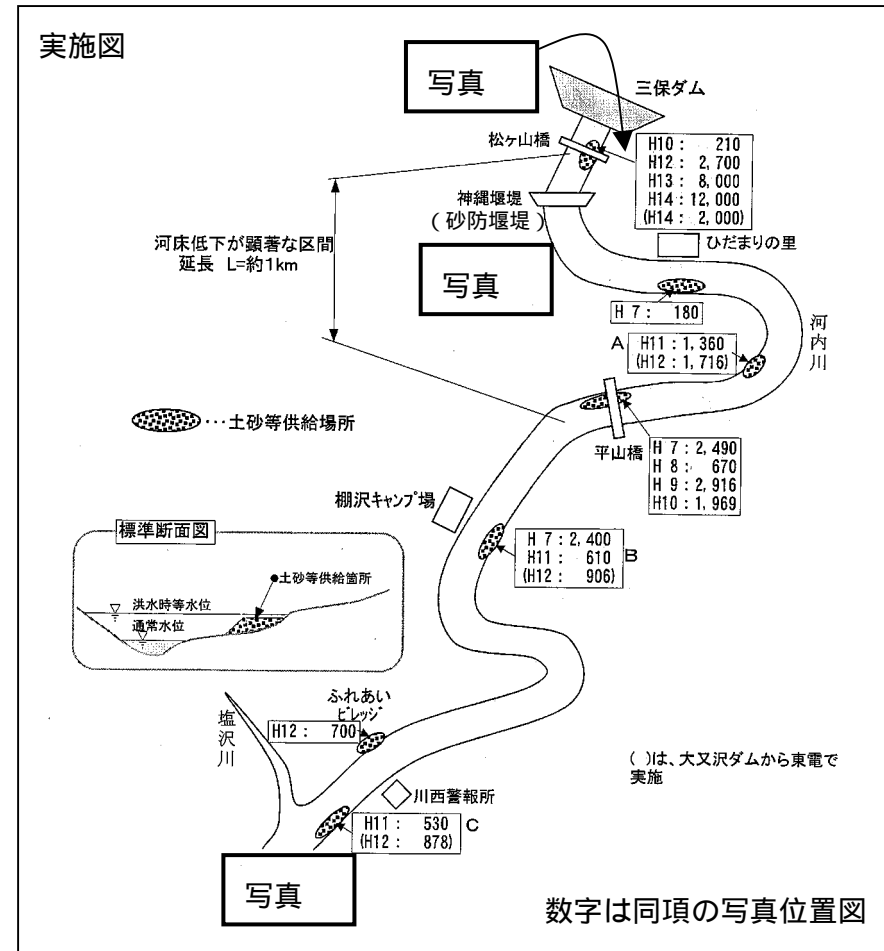 実施図
写真
三保ダム
松ヶ山橋
H10: 210
H12: 2,700
H13: 8,000
H14: 12,000
(H14: 2,000)
神縄堰堤
(砂防堰堤)
ひだまりの里
河床低下が顕著な区間
延長 L=約1km
写真
H 7: 180
河内川
A
H11: 1,360
(H12: 1,716)
・・・土砂等供給場所
平山橋
H 7: 2,490
H 8: 670
H 9: 2,916
H10: 1,969
棚沢キャンプ場
標準断面図
土砂等供給箇所
洪水時等水位
通常水位
H 7: 2,400
H11: 610
(H12: 906)
B
ふれあい
ビレッジ
塩沢川
H12: 700
( )は、大又沢ダムから東電で
実施
川西警報所
H11: 530
(H12: 878)
C
写真
数字は同項の写真位置図